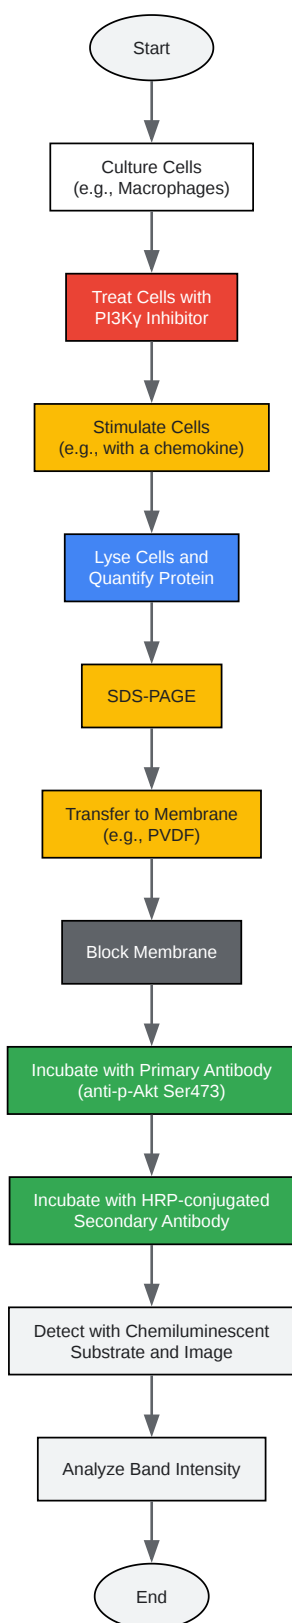 Start
Culture Cells
(e.g., Macrophages)
Treat Cells with
PI3Kγ Inhibitor
Stimulate Cells
(e.g., with a chemokine)
Lyse Cells and
Quantify Protein
SDS-PAGE
Transfer to Membrane
(e.g., PVDF)
Block Membrane
Incubate with Primary Antibody
(anti-p-Akt Ser473)
Incubate with HRP-conjugated
Secondary Antibody
Detect with Chemiluminescent
Substrate and Image
Analyze Band Intensity
End